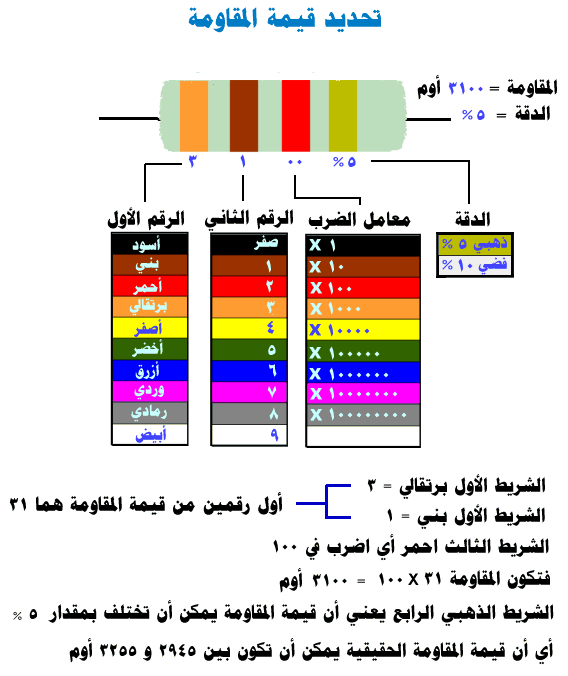 تحديد قيمة المقاومة
المقاومة = ٣١٠٠ أوم
الدقة = ٥ %
٣ ١ ٠٠ ٥ %
الرقم الأول
أسود
بني
أحمر
برتقالي
أصفر
أخضر
أزرق
وردي
رمادي
أبيض
الرقم الثاني
صفر
١
٢
٣
٤
٥
٦
٧
٨
٩
معامل الضرب
X ١
X ١٠
X ١٠٠
X ١٠٠٠
X ١٠٠٠٠
X ١٠٠٠٠٠
X ١٠٠٠٠٠٠
X ١٠٠٠٠٠٠٠
X ١٠٠٠٠٠٠٠٠
الدقة
ذهبي ٥ %
فضي ١٠ %
الشريط الأول برتقالي = ٣
الشريط الأول بني = ١
أول رقمين من قيمة المقاومة هما ٣١
الشريط الثالث احمر أي اضرب في ١٠٠
فتكون المقاومة ٣١ X ١٠٠ = ٣١٠٠ أوم
الشريط الذهبي الرابع يعني أن قيمة المقاومة يمكن أن تختلف بمقدار ٥ %
أي أن قيمة المقاومة الحقيقية يمكن أن تكون بين ٢٩٤٥ و ٣٢٥٥ أوم